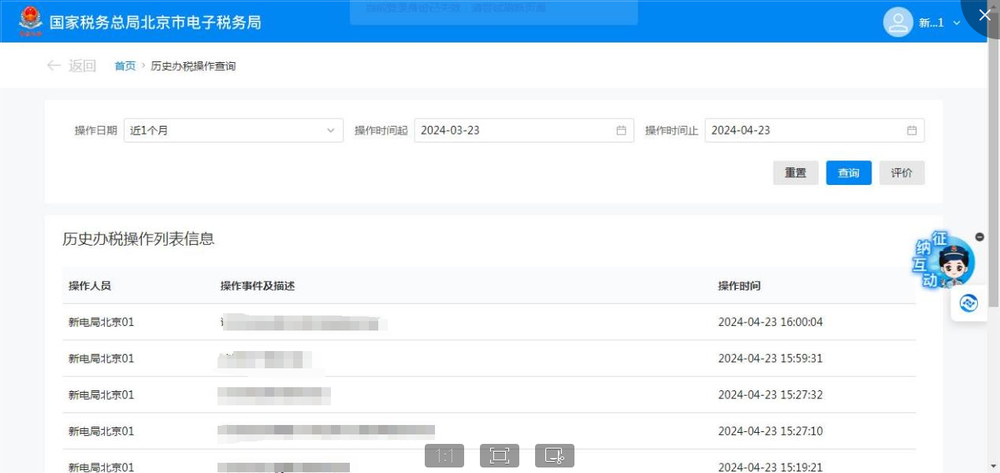 当前登录身份已失效，请尝试刷新页面
国家税务总局北京市电子税务局
新...1
返回 首页 > 历史办税操作查询
操作日期 近1个月 操作时间起 2024-03-23 操作时间止 2024-04-23
重置 查询 评价
历史办税操作列表信息
征纳互动
操作人员 操作事件及描述 操作时间
新电局北京01 2024-04-23 16:00:04
新电局北京01 2024-04-23 15:59:31
新电局北京01 2024-04-23 15:27:32
新电局北京01 2024-04-23 15:27:10
新电局北京01 2024-04-23 15:19:21
1:1